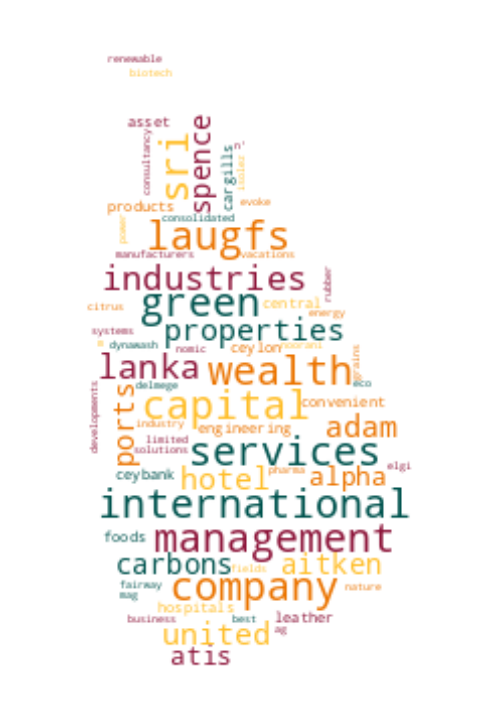 renewable
biotech
asset
consultancy
sri
spence
cargills
evoke
products
consolidated
power
laugfs
manufacturers
vacations
industries
rubber
green
central
citrus
energy
systems
properties
dynawash
nomic
ceylon
lanka
wealth
grains
eco
delmege
developments
ports
capital
convenient
industry
engineering
adam
limited
solutions
services
ceybank
hotel
pharma
alpha
elgi
international
foods
management
carbons
fields
aitken
fairway
mag
company
nature
hospitals
business
best
leather
united
ag
atis